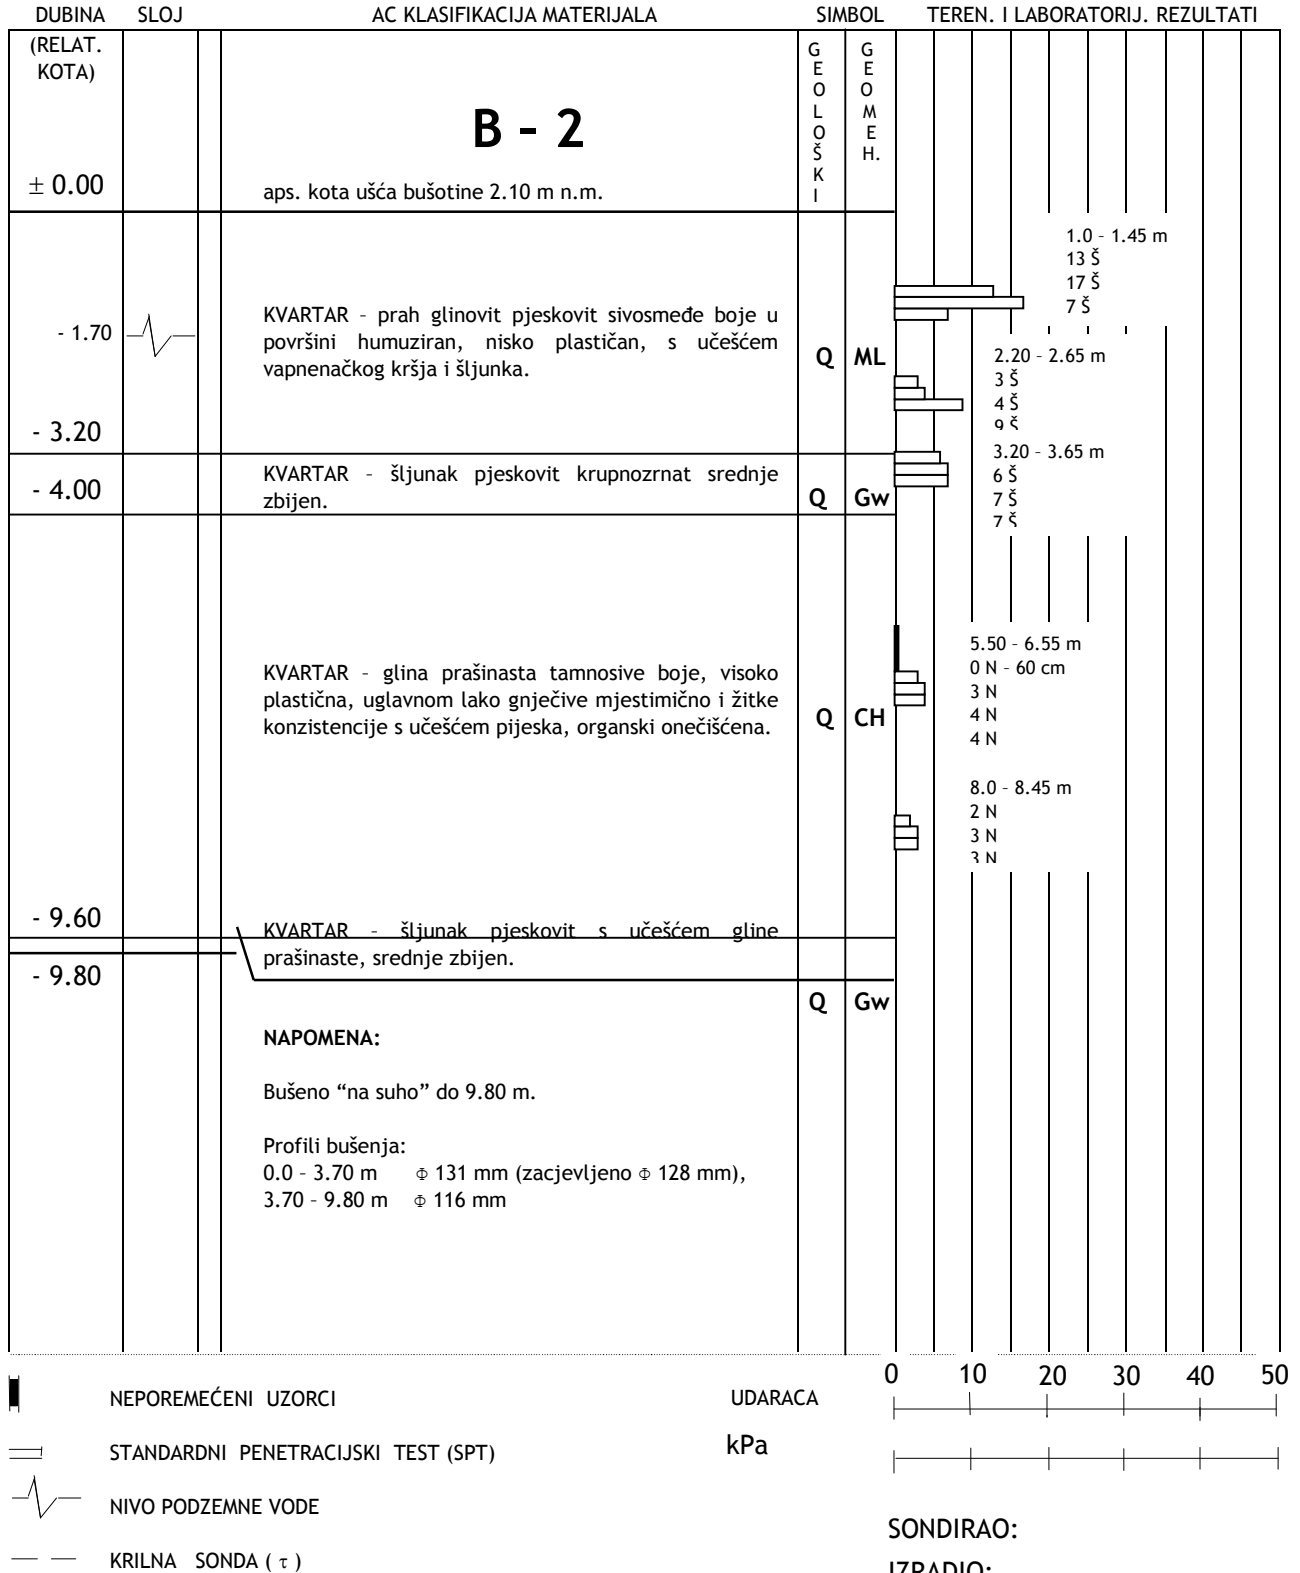 DUBINA SLOJ AC KLASIFIKACIJA MATERIJALA SIMBOL TEREN. I LABORATORIJ. REZULTATI
(RELAT.
KOTA)
GEOLOŠKI
GEOMEH.
B - 2
± 0.00
aps. kota ušća bušotine 2.10 m n.m.
1.0 – 1.45 m
13 Š
17 Š
7 Š
- 1.70
KVARTAR – prah glinovit pjeskovit sivosmeđe boje u
površini humuziran, nisko plastičan, s učešćem
vapnenačkog kršja i šljunka.
Q ML
2.20 – 2.65 m
3 Š
4 Š
9 Š
- 3.20
3.20 – 3.65 m
6 Š
7 Š
7 Š
KVARTAR – šljunak pjeskovit krupnozrnat srednje
zbijen.
- 4.00
Q Gw
5.50 – 6.55 m
0 N – 60 cm
3 N
4 N
4 N
KVARTAR – glina prašinasta tamnosive boje, visoko
plastična, uglavnom lako gnječive mjestimično i žitke
konzistencije s učešćem pijeska, organski onečišćena.
Q CH
8.0 – 8.45 m
2 N
3 N
3 N
- 9.60
KVARTAR – šljunak pjeskovit s učešćem gline
prašinaste, srednje zbijen.
- 9.80
Q Gw
NAPOMENA:
Bušeno “na suho” do 9.80 m.
Profili bušenja:
0.0 – 3.70 m Φ 131 mm (zacjevljeno Φ 128 mm),
3.70 – 9.80 m Φ 116 mm
0 10 20 30 40 50
NEPOREMEĆENI UZORCI
UDARACA
STANDARDNI PENETRACIJSKI TEST (SPT)
kPa
NIVO PODZEMNE VODE
SONDIRAO:
KRILNA SONDA ( τ )
IZRADIO: